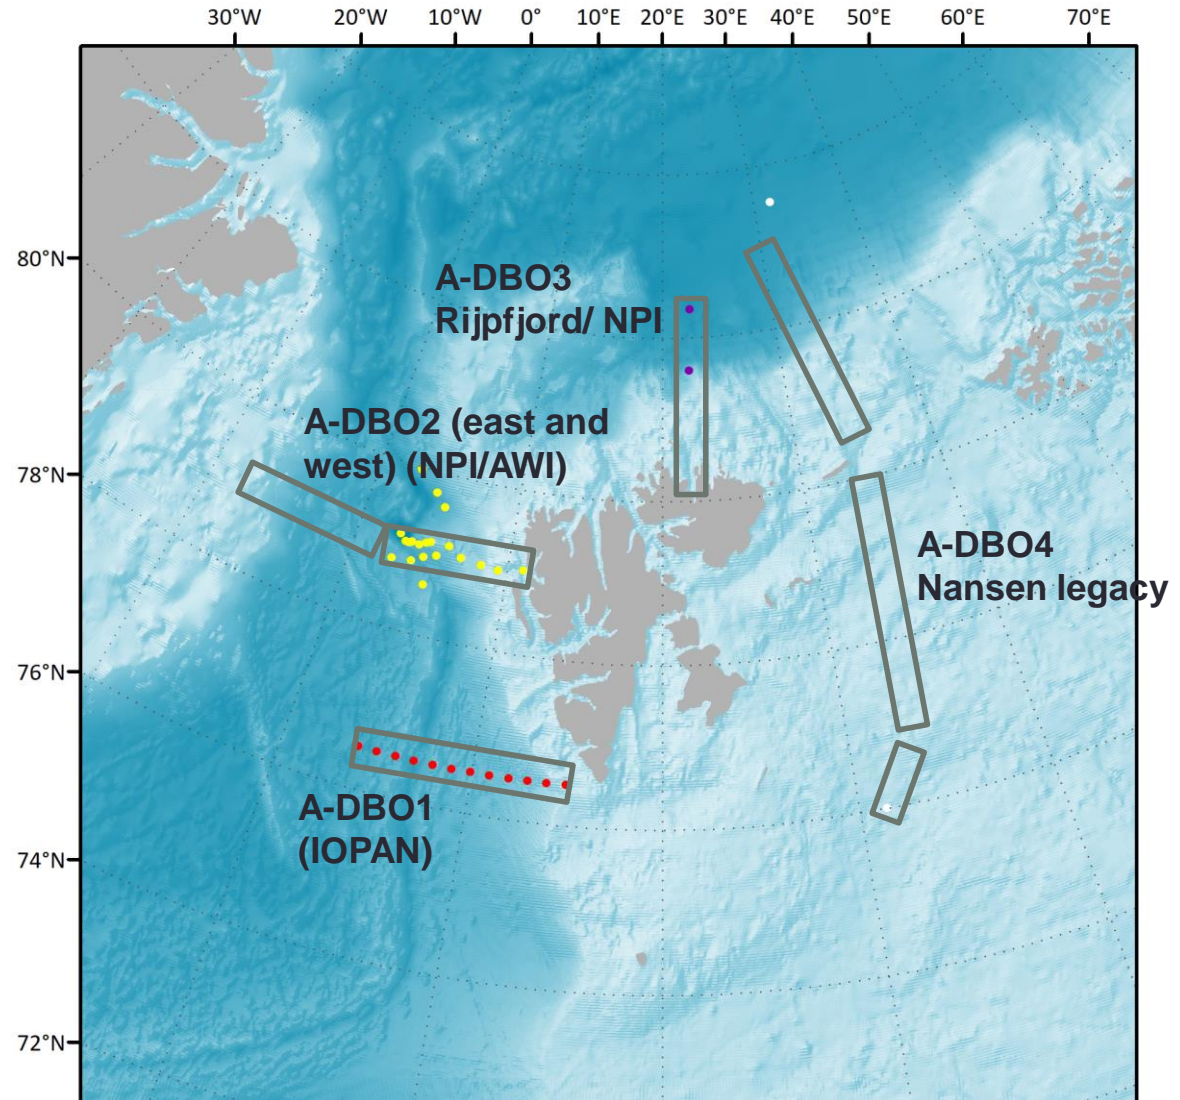 30°W 20°W 10°W 0° 10°E 20°E 30°E 40°E 50°E 60°E 70°E
80°N
A-DBO3
Rijpfjord/ NPI
A-DBO2 (east and
west) (NPI/AWI)
78°N
A-DBO4
Nansen legacy
76°N
A-DBO1
(IOPAN)
74°N
72°N